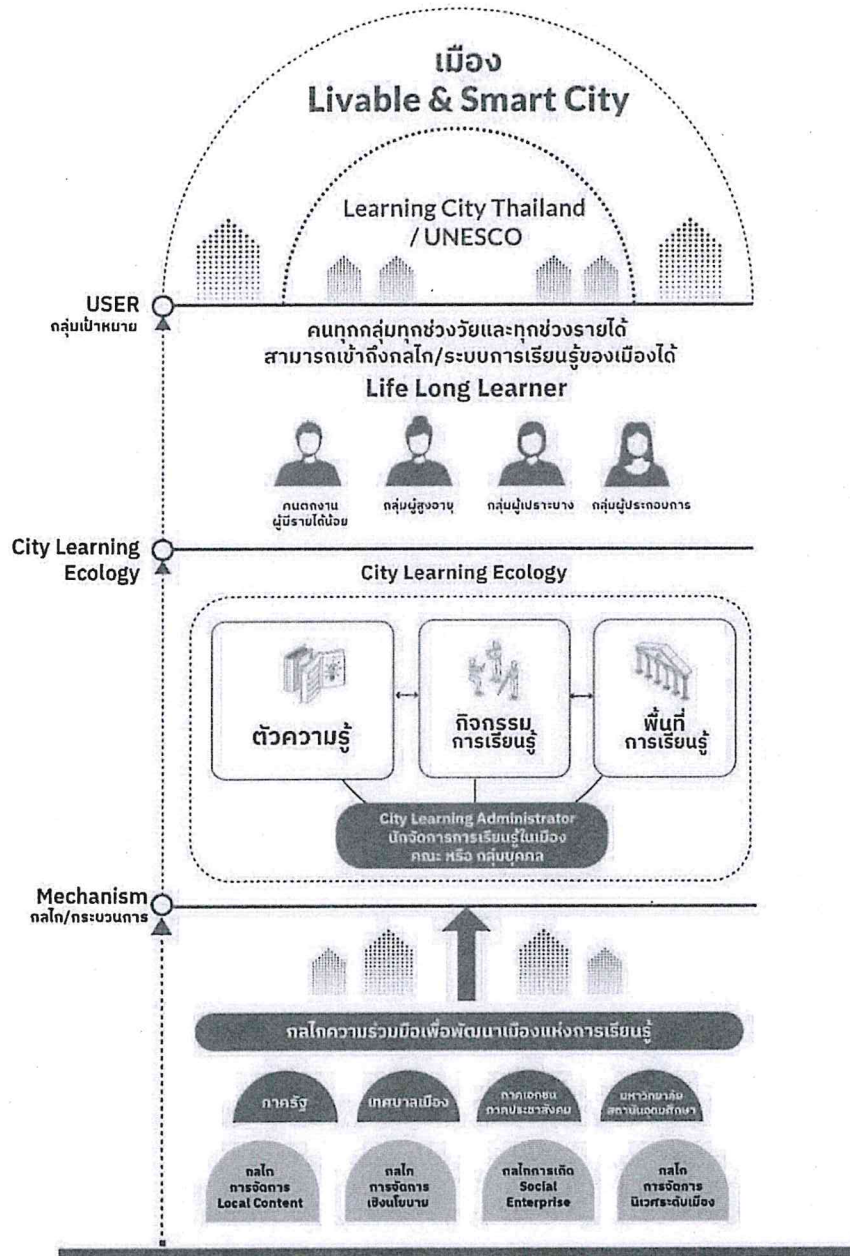 เมือง
Livable & Smart City
Learning City Thailand
/ UNESCO
USER
กลุ่มเป้าหมาย
คนทุกกลุ่มทุกช่วงวัยและทุกช่วงรายได้
สามารถเข้าถึงกลไก/ระบบการเรียนรู้ของเมืองได้
Life Long Learner
คนตกงาน
ผู้มีรายได้น้อย
กลุ่มผู้สูงอายุ
กลุ่มผู้เปราะบาง
กลุ่มผู้ประกอบการ
City Learning
Ecology
City Learning Ecology
ตัวความรู้
กิจกรรม
การเรียนรู้
พื้นที่
การเรียนรู้
City Learning Administrator
นักจัดการการเรียนรู้ในเมือง
คณะ หรือ กลุ่มบุคคล
Mechanism
กลไก/กระบวนการ
กลไกความร่วมมือเพื่อพัฒนาเมืองแห่งการเรียนรู้
ภาครัฐ
เทศบาลเมือง
ภาคเอกชน
ภาคประชาสังคม
มหาวิทยาลัย
สถาบันอุดมศึกษา
กลไก
การจัดการ
Local Content
กลไก
การจัดการ
เชิงนโยบาย
กลไกการเกิด
Social
Enterprise
กลไก
การจัดการ
นิเวศระดับเมือง